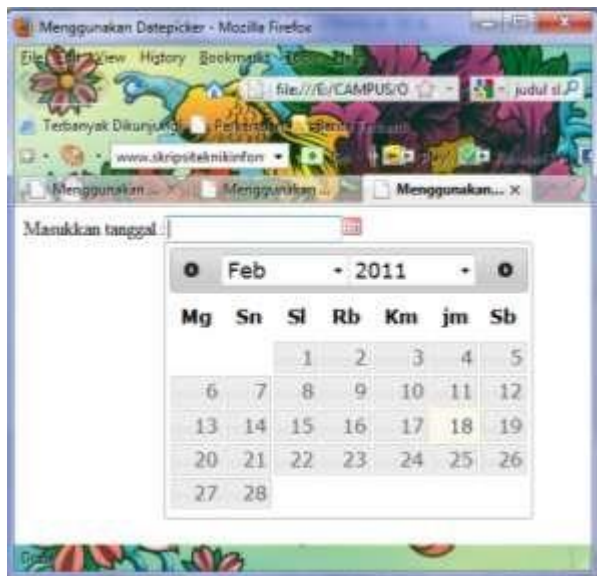 Menggunakan Datepicker - Mozilla Firefox
File Edit View History Bookmarks
file:///E:/CAMPUS/O judul sl
Terbanyak Dikunjungi
www.skripsiteknikinfor
Menggunakan ... Menggunakan ... Menggunakan... x
Masukkan tanggal :
Feb 2011
Mg Sn Sl Rb Km jm Sb
1 2 3 4 5
6 7 8 9 10 11 12
13 14 15 16 17 18 19
20 21 22 23 24 25 26
27 28